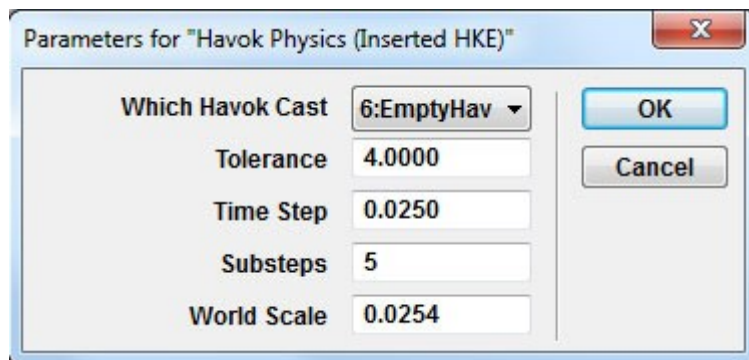 Parameters for "Havok Physics (Inserted HKE)"
Which Havok Cast 6:EmptyHav OK
Tolerance 4.0000 Cancel
Time Step 0.0250
Substeps 5
World Scale 0.0254